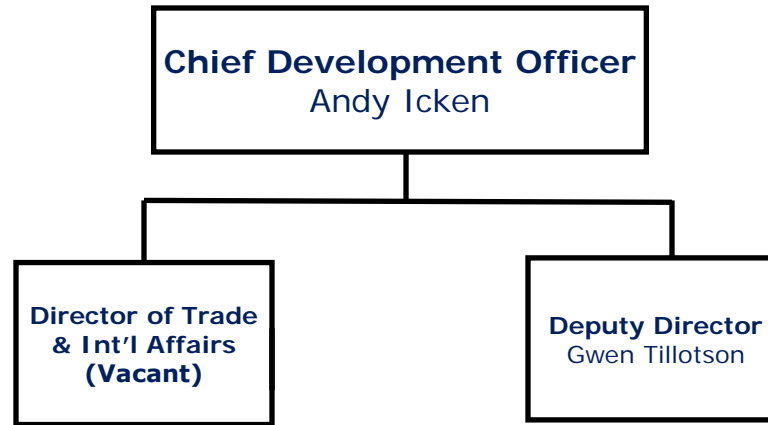 Chief Development Officer
Andy Icken
Director of Trade
& Int'l Affairs
(Vacant)
Deputy Director
Gwen Tillotson